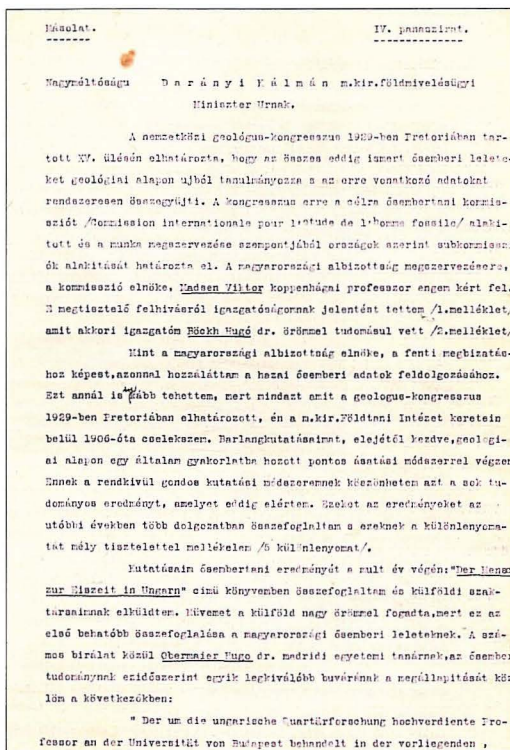 Másolat.
IV. panaszirat.
Nagyméltóságu D a r á n y i K á l m á n m.kir.földmivelésügyi
Miniszter Urnak.
A nemzetközi geológus-kongresszus 1929-ben Pretoriában tar-
tott XV. ülésén elhatározta, hogy az összes eddig ismert ősemberi lelete-
ket geológiai alapon ujból tanulmányozza s az erre vonatkozó adatokat
rendszeresen összegyüjti. A kongresszus erre a célra ősembertani kommis-
sziót /Commission internationale pour l'etude de l'homme fossile/ alaki-
tott és a munka megszervezése szempontjából országok szerint subkommiszi
ók alakitását határozta el. A magyarországi albizottság megszervezésére,
a kommisszió elnöke, Madsen Viktor koppenhágai professzor engem kért fel.
E megtisztelő felhivásról igazgatóságomnak jelentést tettem /1.melléklet/
amit akkori igazgatóm Böckh Hugó dr. örömmel tudomásul vett /2.melléklet/
Mint a magyarországi albizottság elnöke, a fenti megbizatás-
hoz képest,azonnal hozzáláttam a hazai ősemberi adatok feldolgozásához.
Ezt annál is inkább tehettem, mert mindazt amit a geologus-kongresszus
1929-ben Pretoriában elhatározott, én a m.kir.Földtani Intézet keretein
belül 1906-óta cselekszem. Barlangkutatásaimat, elejétől kezdve,geologi-
ai alapon egy általam gyakorlatba hozott pontos ásatási módszerrel végzem
Ennek a rendkivül gondos kutatási módszeremnek köszönhetem azt a sok tu-
dományos eredményt, amelyet eddig elértem. Ezeket az eredményeket az
utóbbi években több dolgozatban összefoglaltam s ezeknek a különlenyoma-
tát mély tisztelettel mellékelem /5 különlenyomat/.
Kutatásaim ősembertani eredményét a mult év végén:"Der Mensc
zur Eiszeit in Ungarn" cimü könyvemben összefoglaltam és külföldi szak-
társaimnak elküldtem. Müvemet a külföld nagy örömmel fogadta,mert ez az
első behatóbb összefoglalása a magyarországi ősemberi leleteknek. A szá-
mos birálat közül Obermaier Hugo dr. madridi egyetemi tanárnak,az ősember
tudománynak ezidőszerint egyik legkiválóbb buvárának a megállapitását köz
löm a következőkben:
" Der um die ungarische Quartärforschung hochverdiente Pro-
fessor an der Universität von Budapest behandelt in der vorliegenden ,